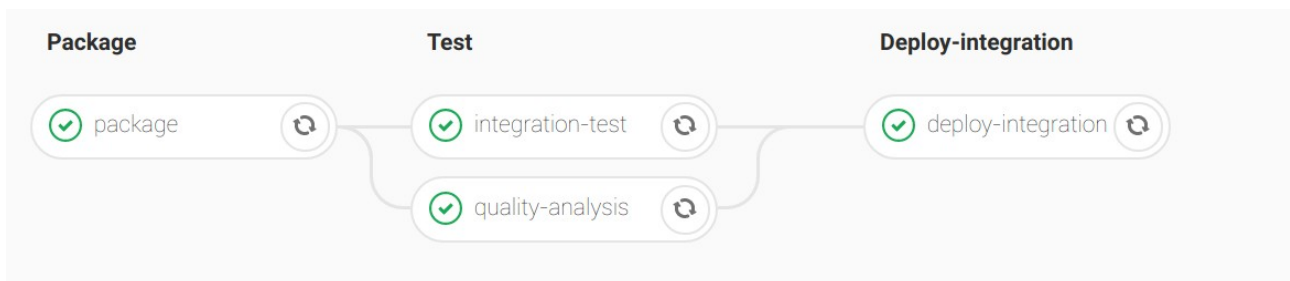 Package
Test
Deploy-integration
package
integration-test
deploy-integration
quality-analysis